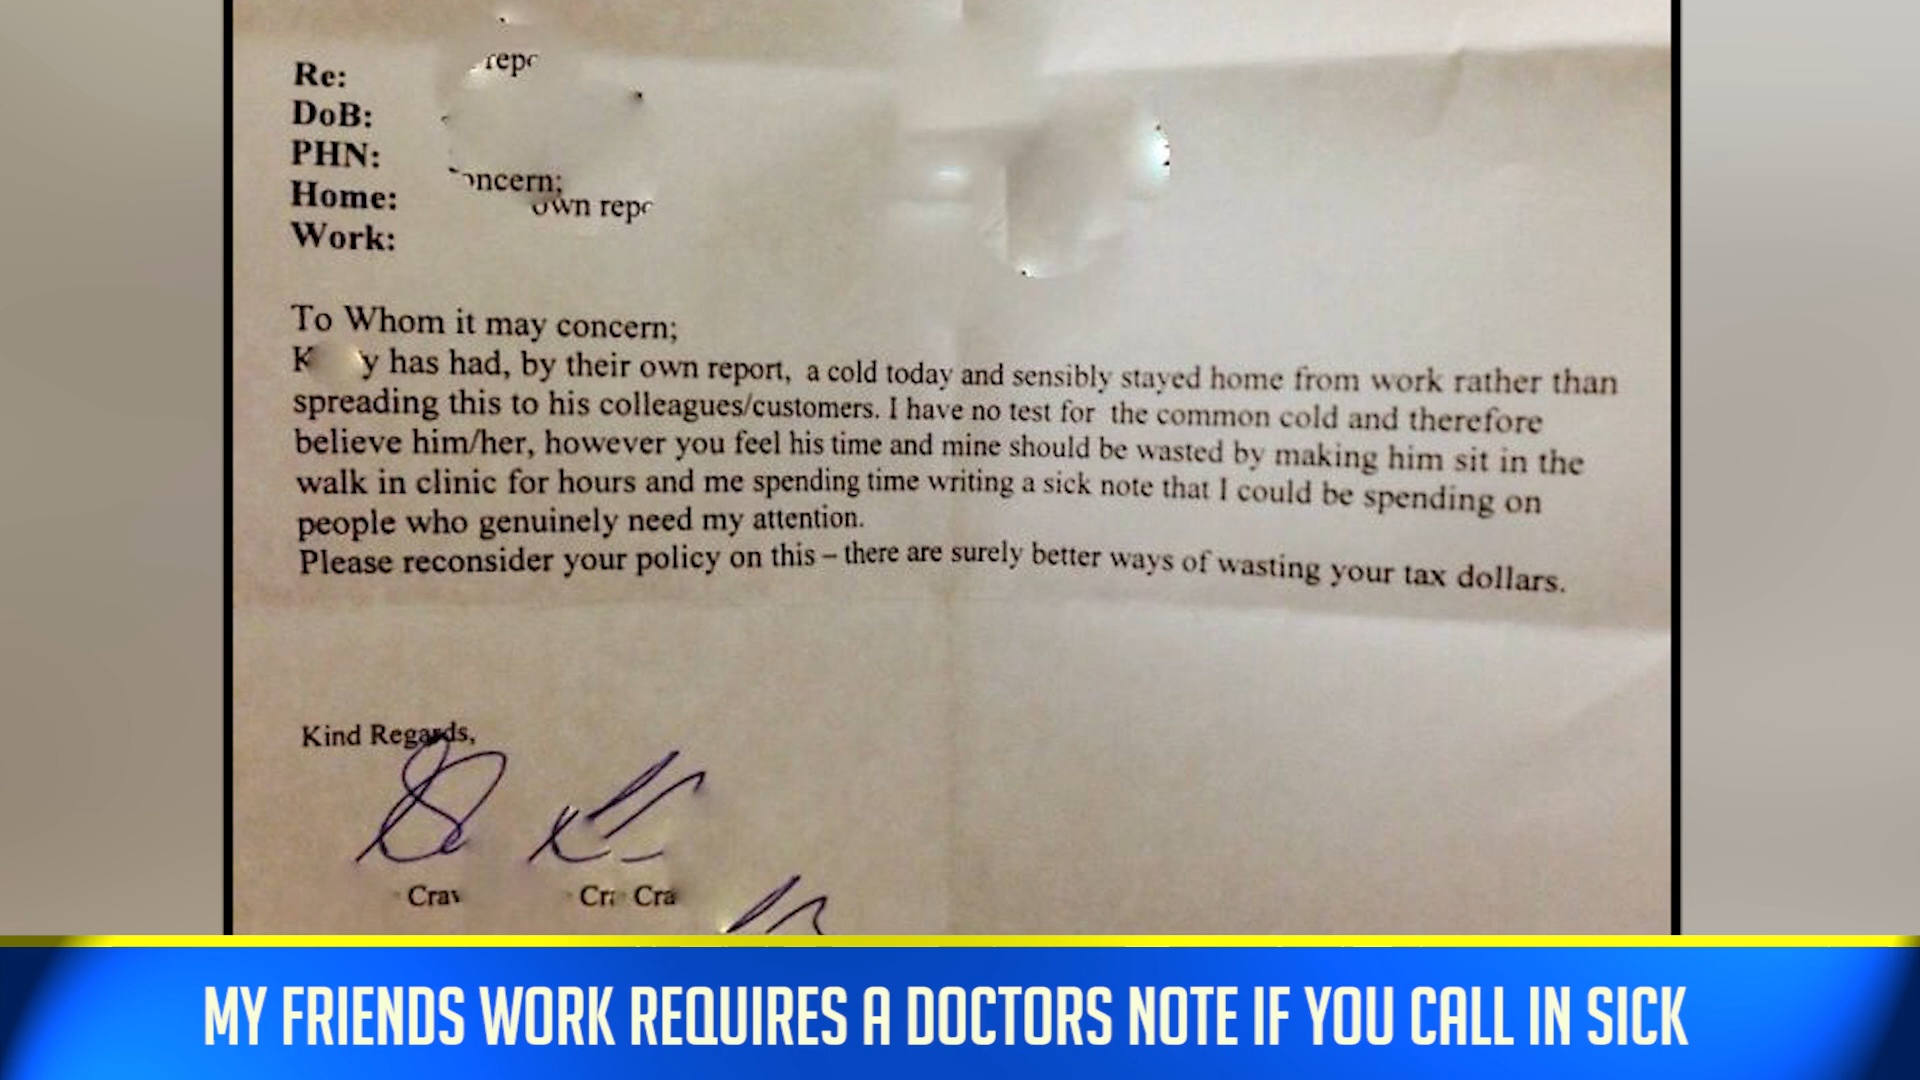 Re:
DoB:
PHN:
Home:
Work:
To Whom it may concern;
K y has had, by their own report, a cold today and sensibly stayed home from work rather than
spreading this to his colleagues/customers. I have no test for the common cold and therefore
believe him/her, however you feel his time and mine should be wasted by making him sit in the
walk in clinic for hours and me spending time writing a sick note that I could be spending on
people who genuinely need my attention.
Please reconsider your policy on this – there are surely better ways of wasting your tax dollars.
Kind Regards,
MY FRIENDS WORK REQUIRES A DOCTORS NOTE IF YOU CALL IN SICK